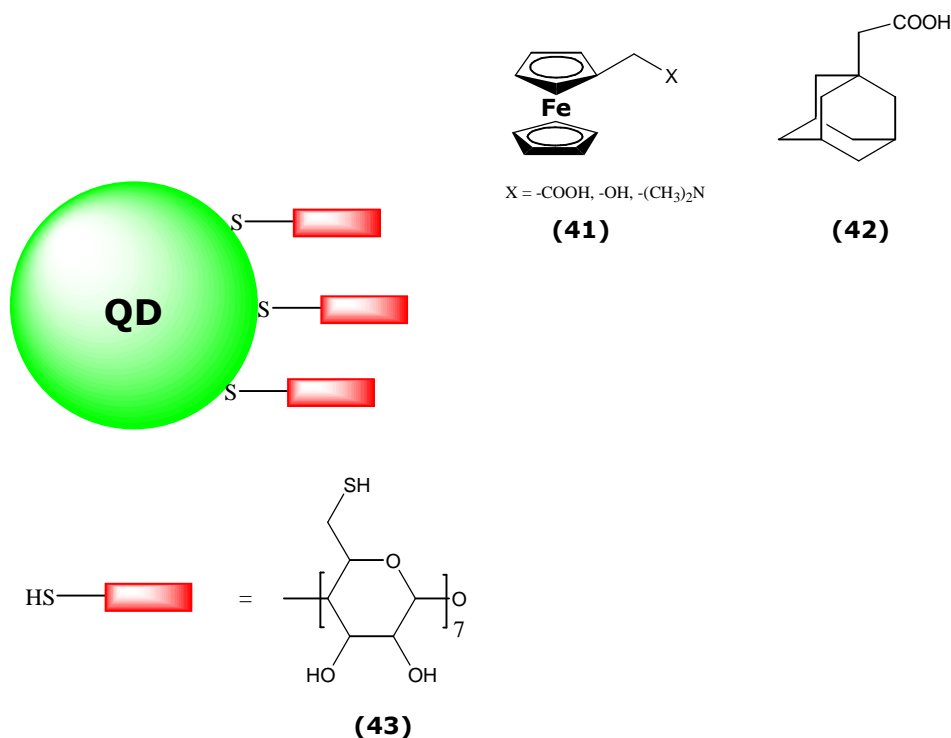 COOH
X
Fe
X = -COOH, -OH, -(CH3)2N
(41)
(42)
S
QD
S
S
SH
O
HS
=
O
7
HO
OH
(43)